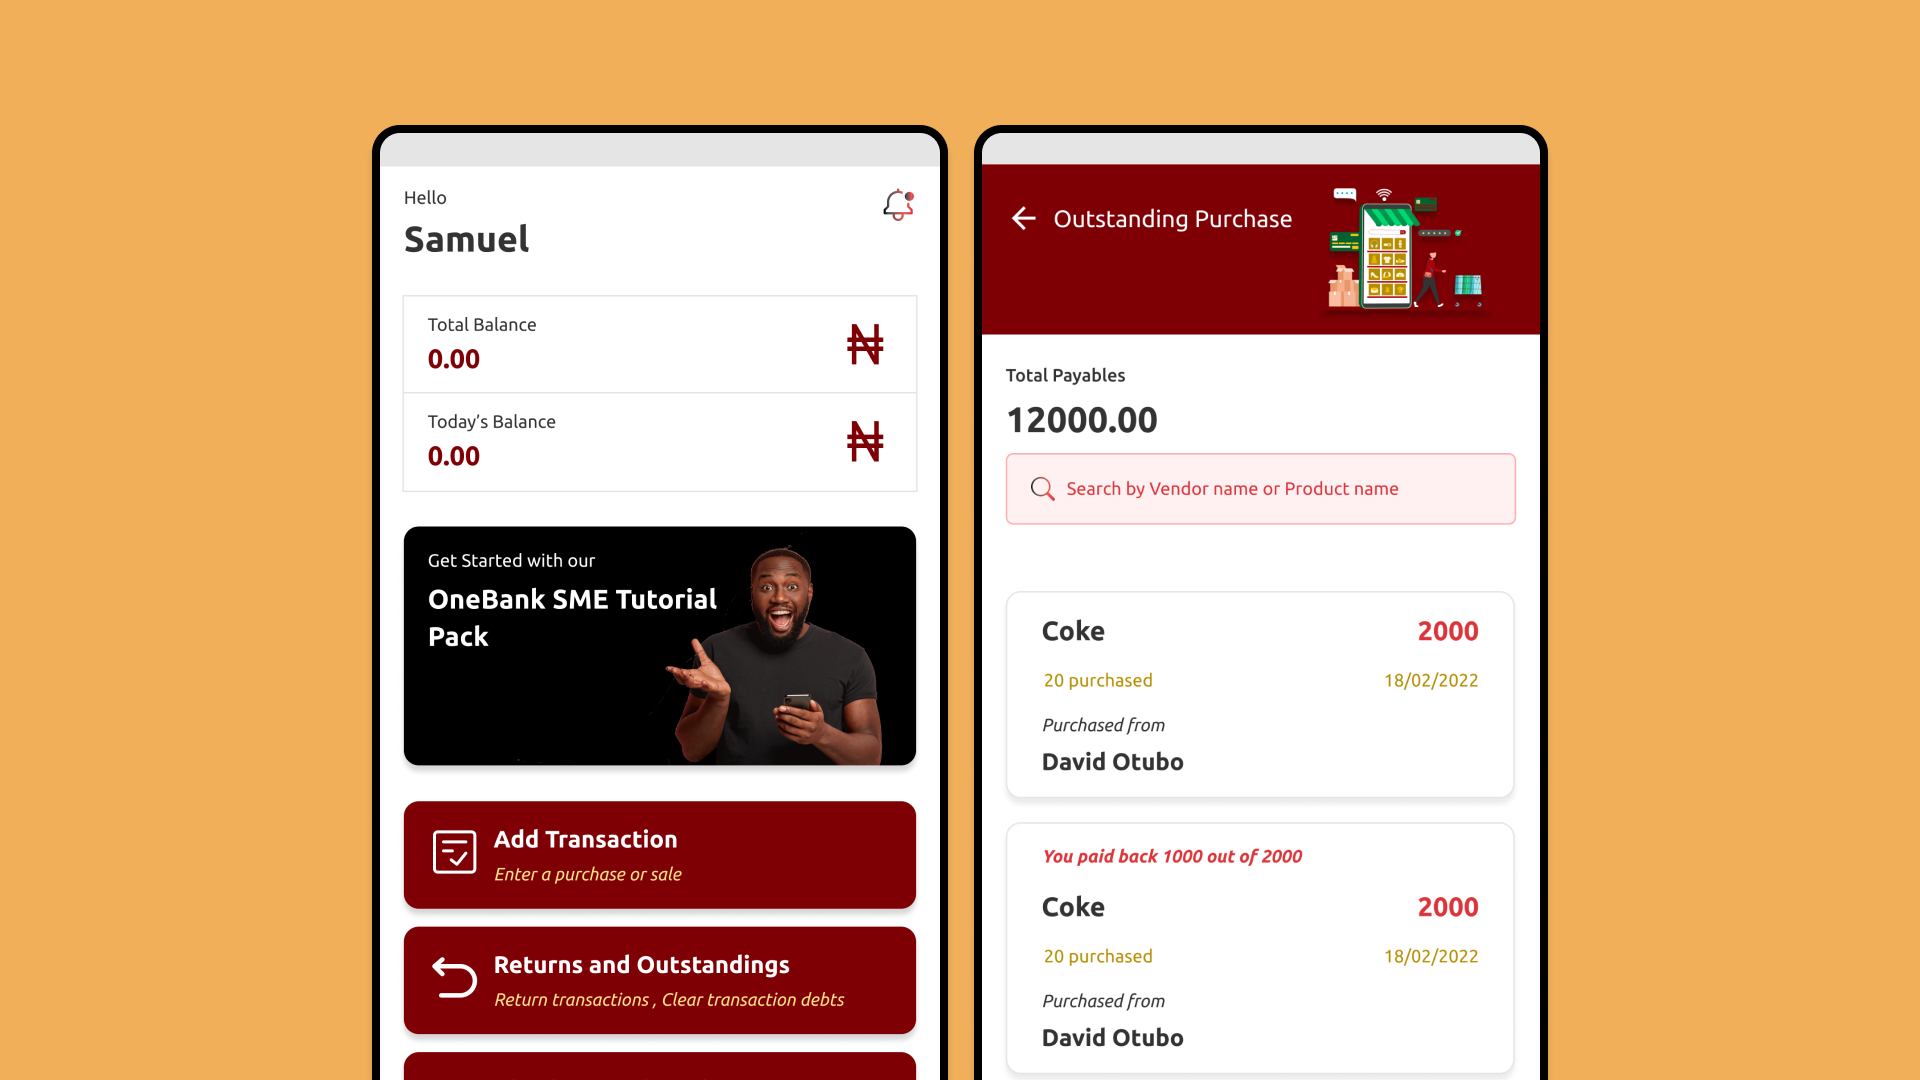 Hello
Samuel
Total Balance
0.00
₦
Today’s Balance
0.00
₦
Get Started with our
OneBank SME Tutorial
Pack
Add Transaction
Enter a purchase or sale
Returns and Outstandings
Return transactions , Clear transaction debts
Outstanding Purchase
Total Payables
12000.00
Search by Vendor name or Product name
Coke
2000
20 purchased
18/02/2022
Purchased from
David Otubo
You paid back 1000 out of 2000
Coke
2000
20 purchased
18/02/2022
Purchased from
David Otubo